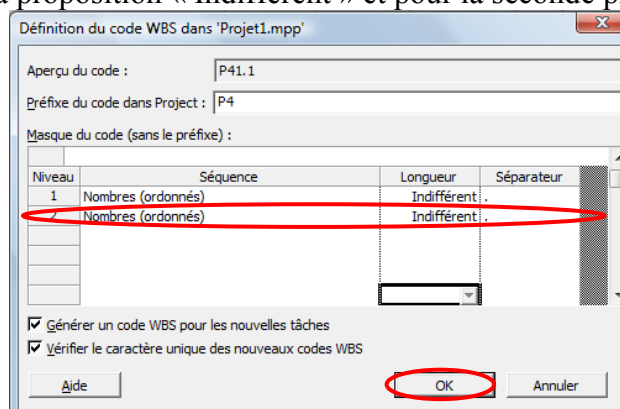 a proposition « Indifférent » et pour la seconde p
Définition du code WBS dans 'Projet1.mpp'
Aperçu du code : P41.1
Préfixe du code dans Project : P4
Masque du code (sans le préfixe) :
Niveau Séquence Longueur Séparateur
1 Nombres (ordonnés) Indifférent .
2 Nombres (ordonnés) Indifférent .
Générer un code WBS pour les nouvelles tâches
Vérifier le caractère unique des nouveaux codes WBS
Aide OK Annuler